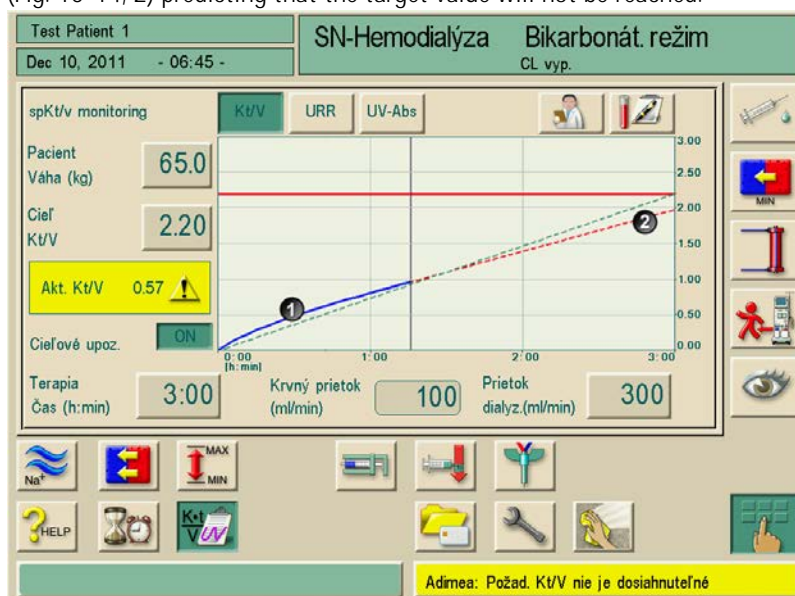 (Fig. 10-11, 2) predicting that the target value will not be reached.
Test Patient 1
Dec 10, 2011 - 06:45 -
SN-Hemodialýza Bikarbonát. režim
CL vyp.
spKt/v monitoring
Kt/V
URR
UV-Abs
Pacient
Váha (kg)
65.0
Cieľ
Kt/V
2.20
Akt. Kt/V 0.57
Cieľové upoz.
ON
3.00
2.50
2.00
1.50
1.00
0.50
0.00
1
2
0:00 1:00 2:00 3:00
[h:min]
Terapia
Čas (h:min)
3:00
Krvný prietok
(ml/min)
100
Prietok
dialyz.(ml/min)
300
MIN
Na+
MAX
MIN
HELP
K•t
V UV
Adimea: Požad. Kt/V nie je dosiahnuteľné